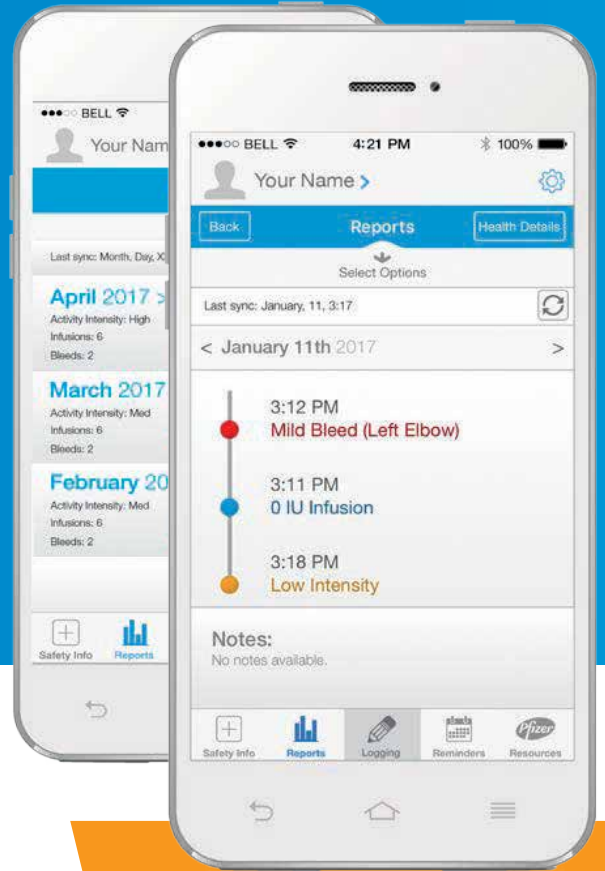 BELL
Your Nam
Last sync: Month, Day, X
April 2017 >
Activity Intensity: High
Infusions: 6
Bleeds: 2
March 2017
Activity Intensity: Med
Infusions: 6
Bleeds: 2
February 20
Activity Intensity: Med
Infusions: 6
Bleeds: 2
Safety Info Reports
BELL 4:21 PM 100%
Your Name >
Back Reports Health Details
Select Options
Last sync: January, 11, 3:17
< January 11th 2017 >
3:12 PM
Mild Bleed (Left Elbow)
3:11 PM
0 IU Infusion
3:18 PM
Low Intensity
Notes:
No notes available.
Pfizer
Safety Info Reports Logging Reminders Resources